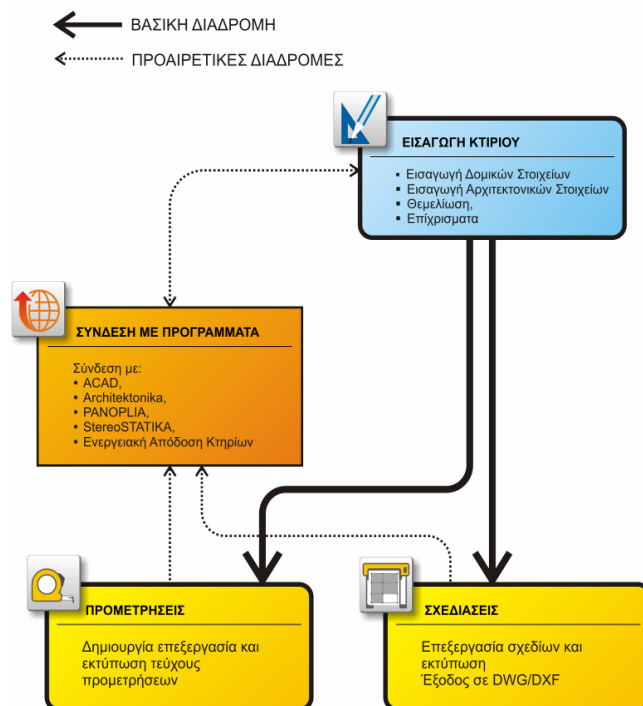 ΒΑΣΙΚΗ ΔΙΑΔΡΟΜΗ
ΠΡΟΑΙΡΕΤΙΚΕΣ ΔΙΑΔΡΟΜΕΣ
ΕΙΣΑΓΩΓΗ ΚΤΙΡΙΟΥ
▪ Εισαγωγή Δομικών Στοιχείων
▪ Εισαγωγή Αρχιτεκτονικών Στοιχείων
▪ Θεμελίωση,
▪ Επίχρισματα
ΣΥΝΔΕΣΗ ΜΕ ΠΡΟΓΡΑΜΜΑΤΑ
Σύνδεση με:
• ACAD,
• Architektonika,
• PANOPLIA,
• StereoSTATIKA,
• Ενεργειακή Απόδοση Κτηρίων
ΠΡΟΜΕΤΡΗΣΕΙΣ
Δημιουργία επεξεργασία και
εκτύπωση τεύχους
προμετρήσεων
ΣΧΕΔΙΑΣΕΙΣ
Επεξεργασία σχεδίων και
εκτύπωση
Έξοδος σε DWG/DXF